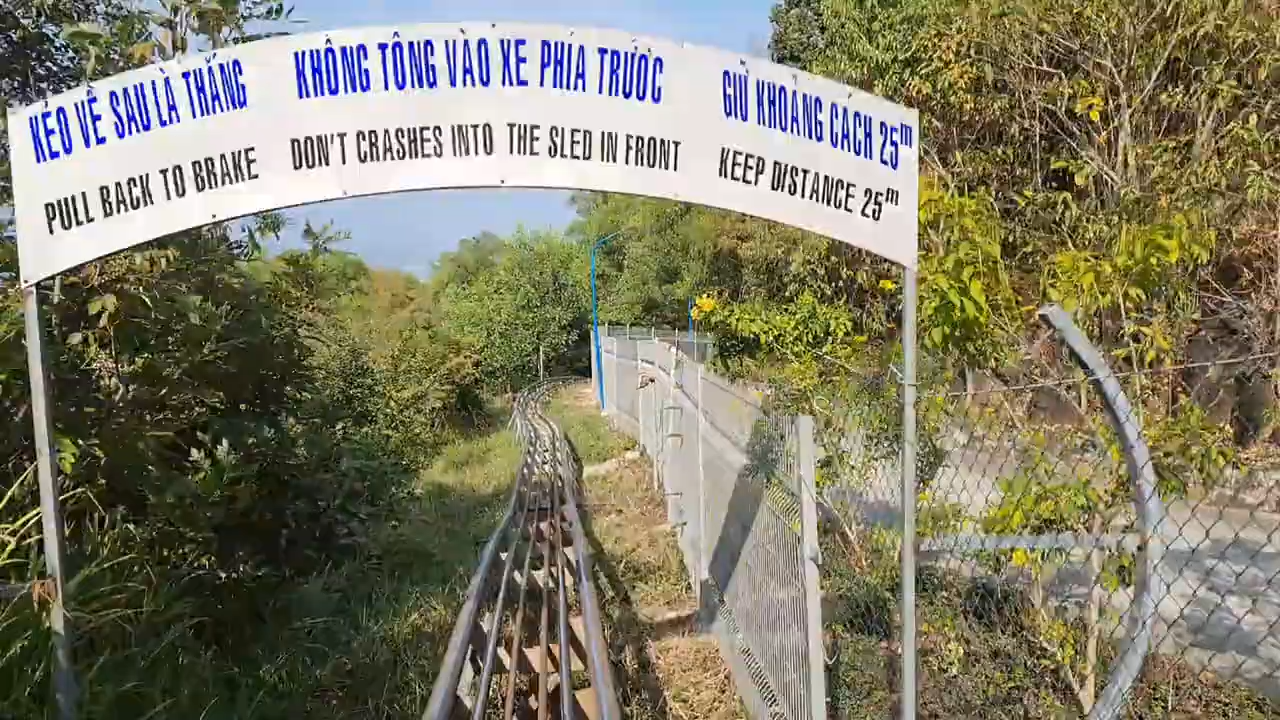 KÉO VỀ SAU LÀ THẮNG
PULL BACK TO BRAKE
KHÔNG TÔNG VÀO XE PHÍA TRƯỚC
DON'T CRASHES INTO THE SLED IN FRONT
GIỮ KHOẢNG CÁCH 25m
KEEP DISTANCE 25m